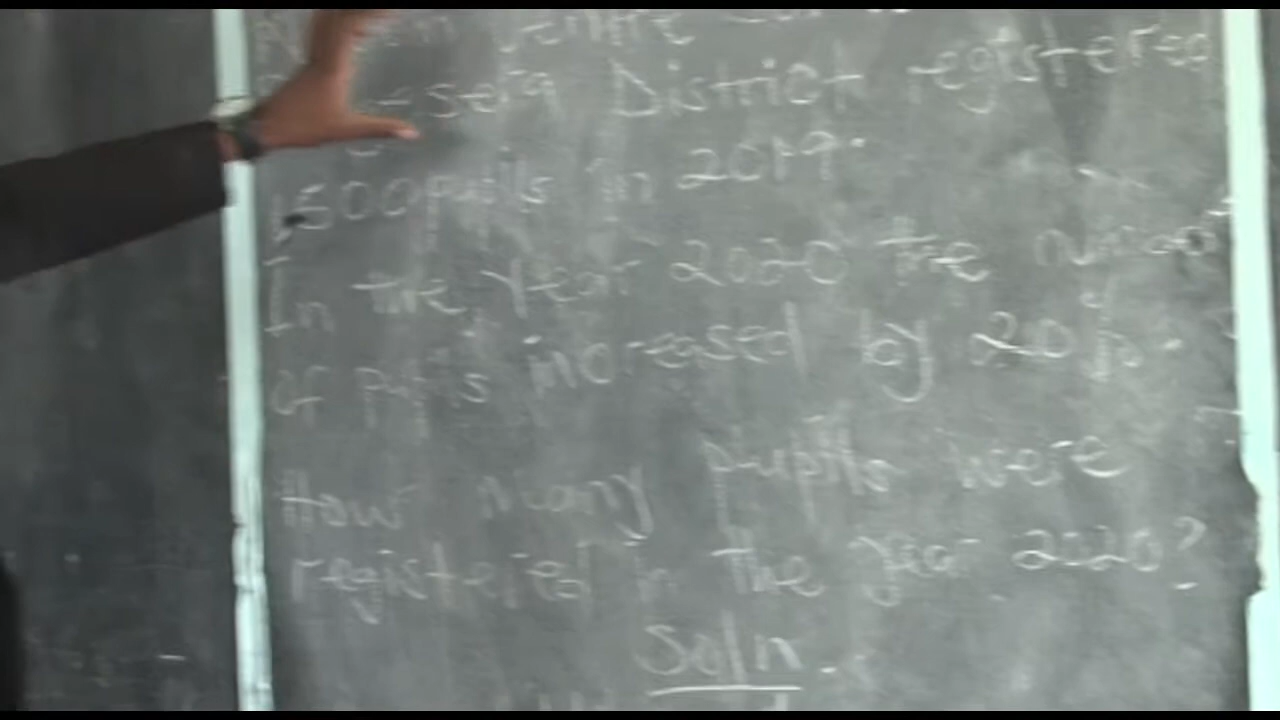 District registered
1500 pupils in 2019.
In the year 2020 the number
of pupils increased by 20%.
How many pupils were
registered in the year 2020?
Soln